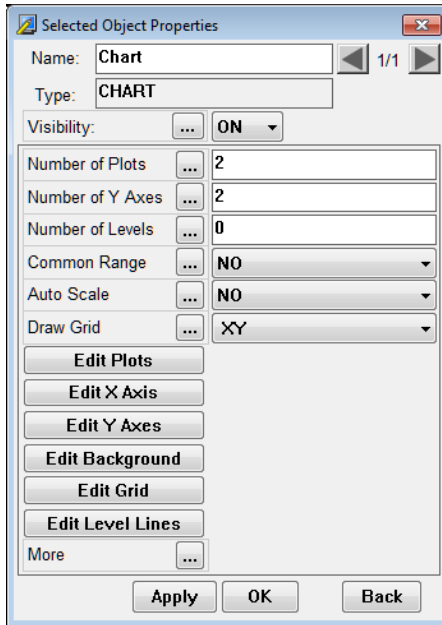 Selected Object Properties
Name: Chart 1/1
Type: CHART
Visibility: ... ON
Number of Plots ... 2
Number of Y Axes ... 2
Number of Levels ... 0
Common Range ... NO
Auto Scale ... NO
Draw Grid ... XY
Edit Plots
Edit X Axis
Edit Y Axes
Edit Background
Edit Grid
Edit Level Lines
More ...
Apply OK Back